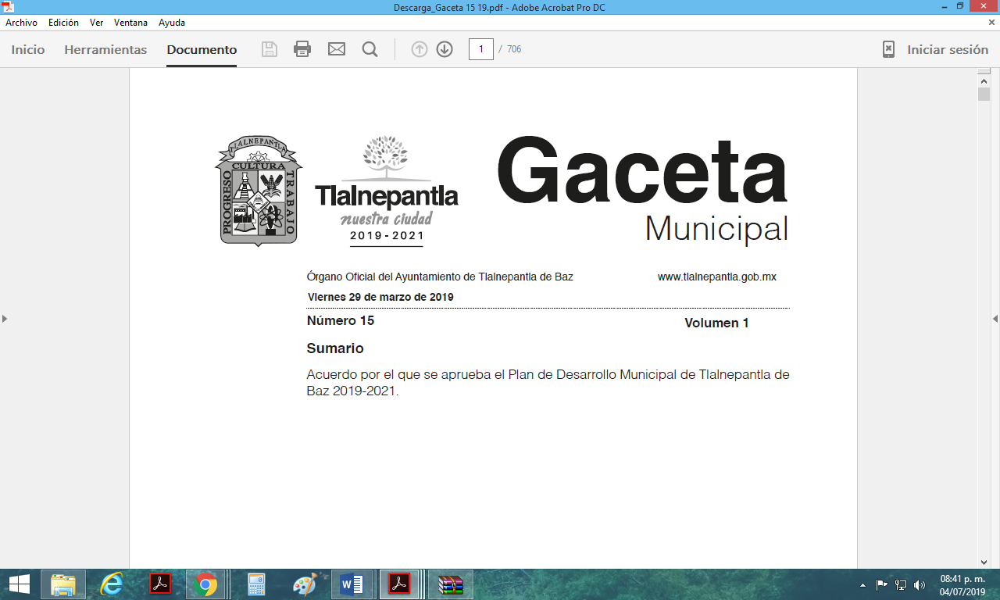 Descarga_Gaceta 15 19.pdf - Adobe Acrobat Pro DC
Archivo Edición Ver Ventana Ayuda
Inicio Herramientas Documento 1 / 706 Iniciar sesión
TLALNEPANTLA
CULTURA
PROGRESO
TRABAJO
Tlalnepantla
nuestra ciudad
2019-2021
Gaceta
Municipal
Órgano Oficial del Ayuntamiento de Tlalnepantla de Baz www.tlalnepantla.gob.mx
Viernes 29 de marzo de 2019
Número 15 Volumen 1
Sumario
Acuerdo por el que se aprueba el Plan de Desarrollo Municipal de Tlalnepantla de
Baz 2019-2021.
08:41 p. m.
04/07/2019